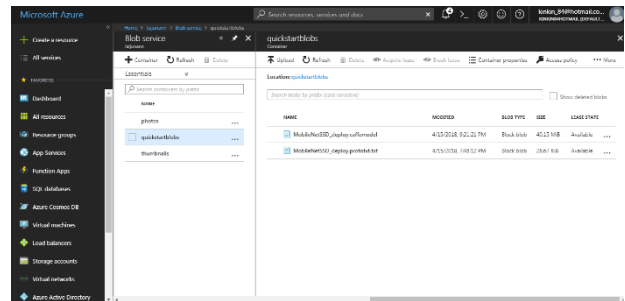 Microsoft Azure
Search resources, services and docs
Create a resource
All services
FAVORITES
Dashboard
All resources
Resource groups
App Services
Function Apps
SQL databases
Azure Cosmos DB
Virtual machines
Load balancers
Storage accounts
Virtual networks
Azure Active Directory
Blob service
Container
Refresh
Delete
Essentials
Search containers by prefix
NAME
photos
quickstartblobs
thumbnails
quickstartblobs
Container
Upload
Refresh
Delete
Acquire lease
Break lease
Container properties
Access policy
More
Location: quickstartblobs
Search blobs by prefix (case sensitive)
Show deleted blobs
NAME
MODIFIED
BLOB TYPE
SIZE
LEASE STATE
MobileNetSSD_deploy.caffemodel
4/15/2018, 9:21:21 PM
Block blob
Available
MobileNetSSD_deploy.prototxt.txt
Block blob
Available